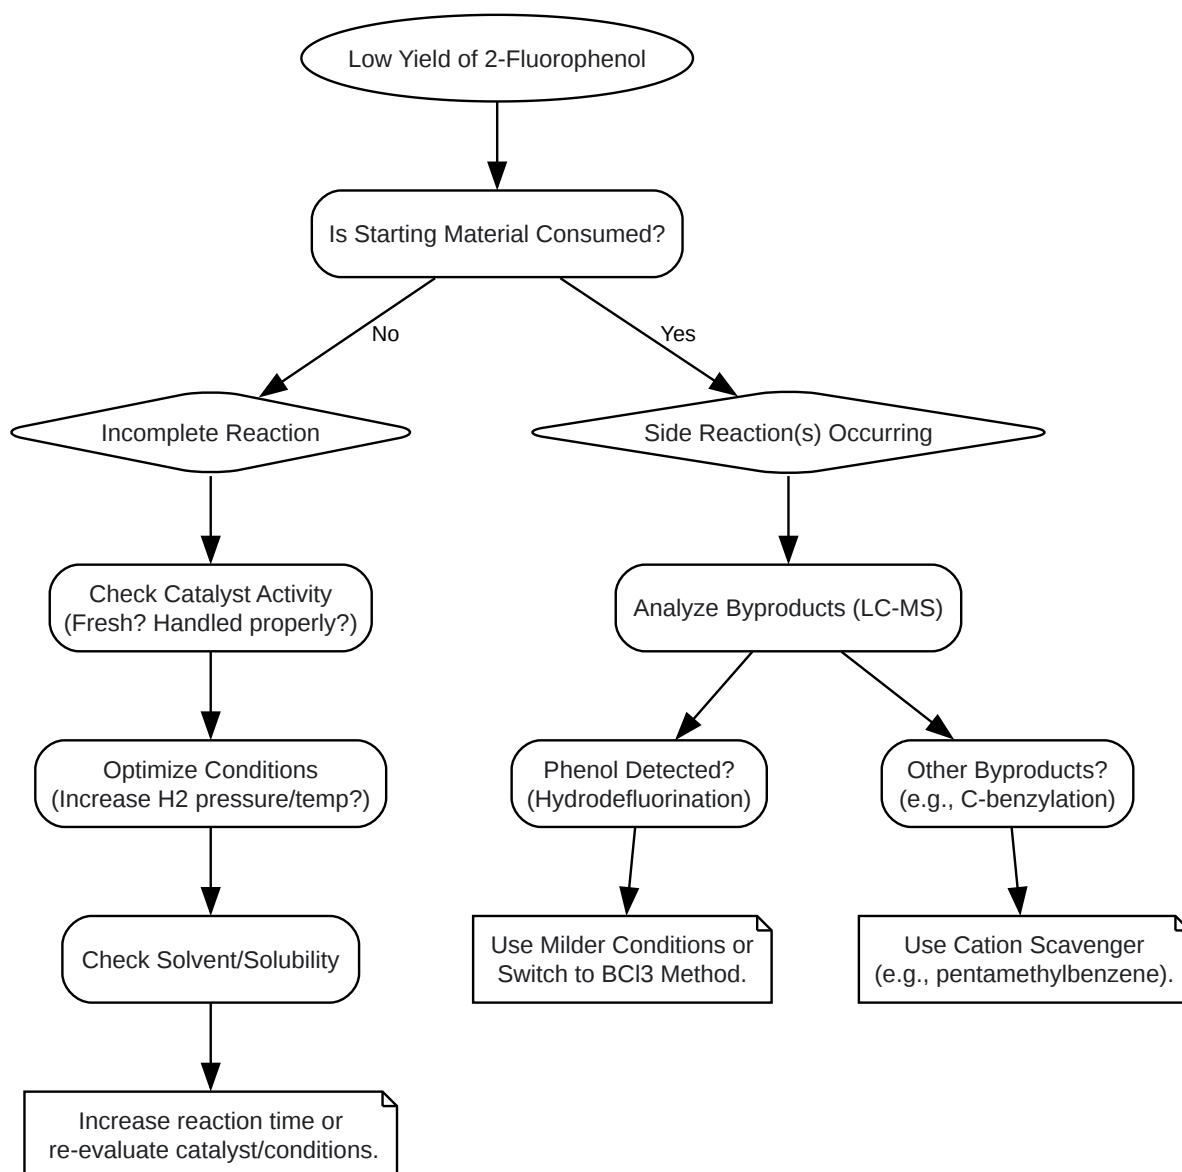 Low Yield of 2-Fluorophenol
Is Starting Material Consumed?
No
Yes
Incomplete Reaction
Side Reaction(s) Occurring
Check Catalyst Activity
(Fresh? Handled properly?)
Analyze Byproducts (LC-MS)
Optimize Conditions
(Increase H2 pressure/temp?)
Phenol Detected?
(Hydrodefluorination)
Other Byproducts?
(e.g., C-benzylation)
Check Solvent/Solubility
Use Milder Conditions or
Switch to BCl3 Method.
Use Cation Scavenger
(e.g., pentamethylbenzene).
Increase reaction time or
re-evaluate catalyst/conditions.